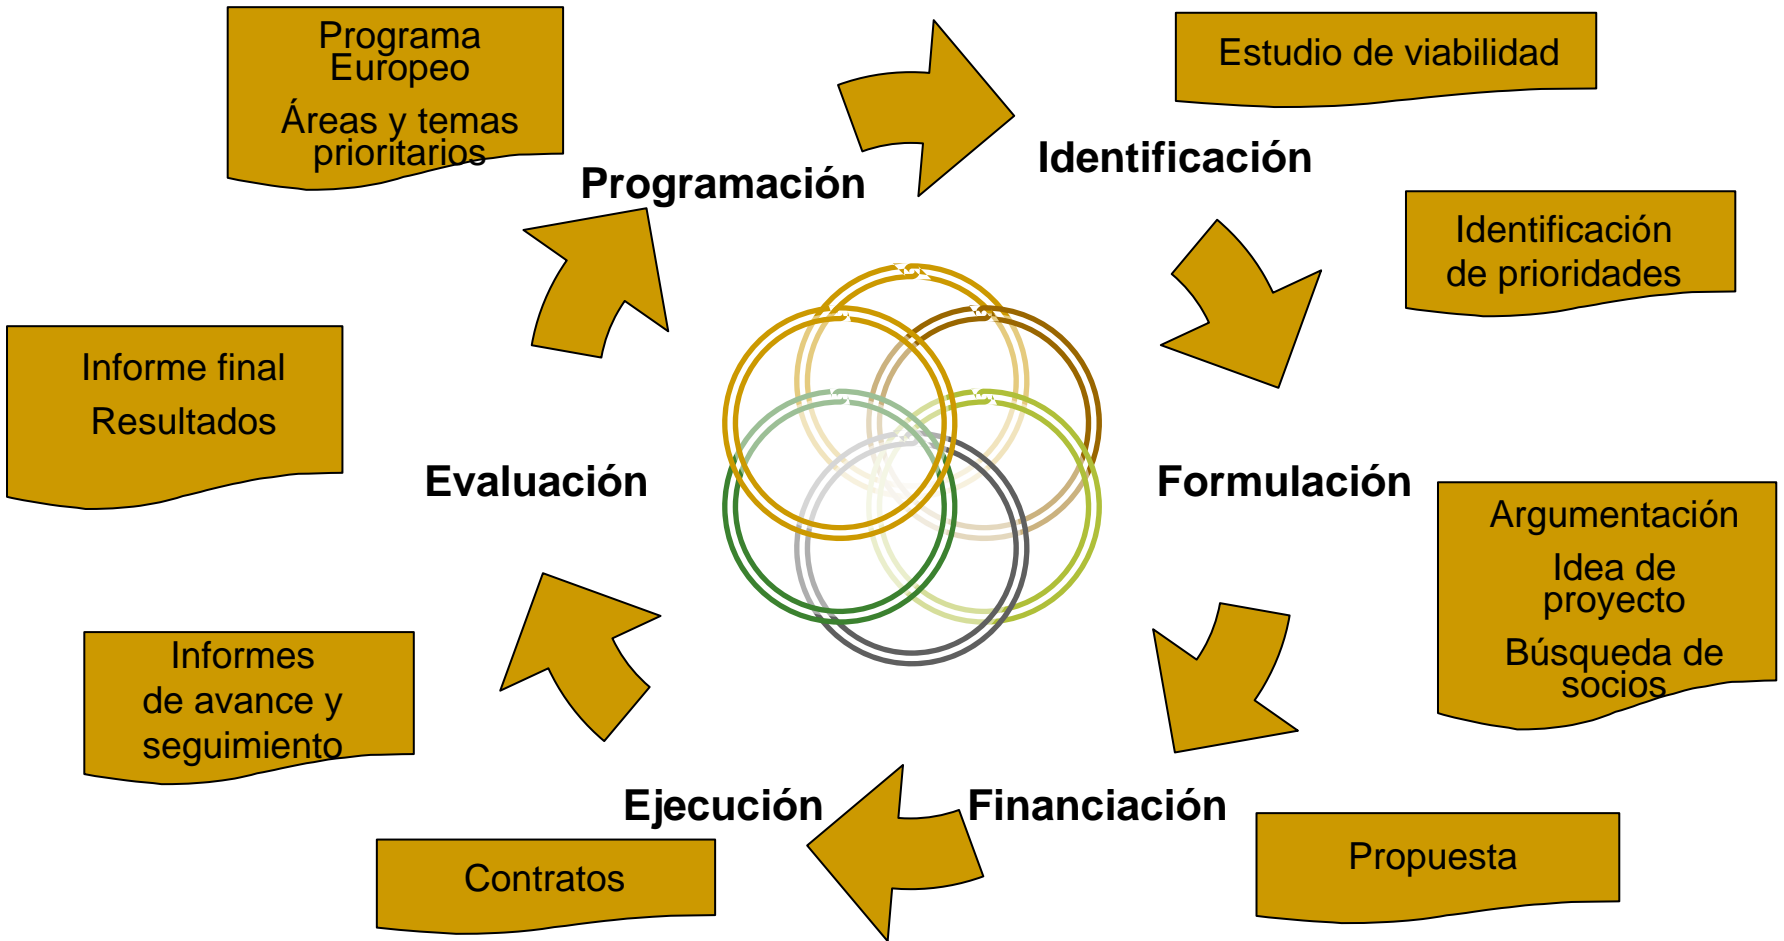 Programa
Europeo
Áreas y temas
prioritarios
Programación
Estudio de viabilidad
Identificación
Identificación
de prioridades
Formulación
Argumentación
Idea de
proyecto
Búsqueda de
socios
Financiación
Propuesta
Ejecución
Contratos
Informes
de avance y
seguimiento
Evaluación
Informe final
Resultados